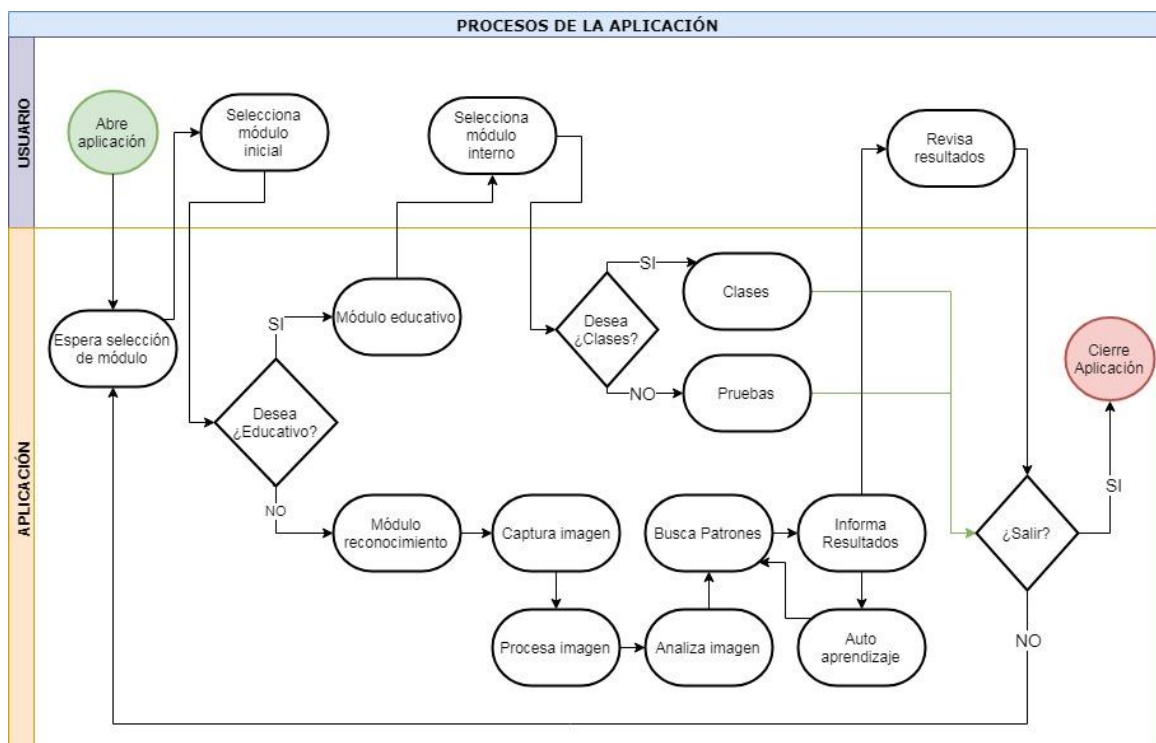 PROCESOS DE LA APLICACIÓN
USUARIO
Abre
aplicación
Selecciona
módulo
inicial
Selecciona
módulo
interno
Revisa
resultados
APLICACIÓN
Espera selección
de módulo
SI
Módulo educativo
Desea
¿Educativo?
NO
Desea
¿Clases?
SI
Clases
NO
Pruebas
Cierre
Aplicación
Módulo
reconocimiento
Captura imagen
Busca Patrones
Informa
Resultados
¿Salir?
SI
Procesa imagen
Analiza imagen
Auto
aprendizaje
NO